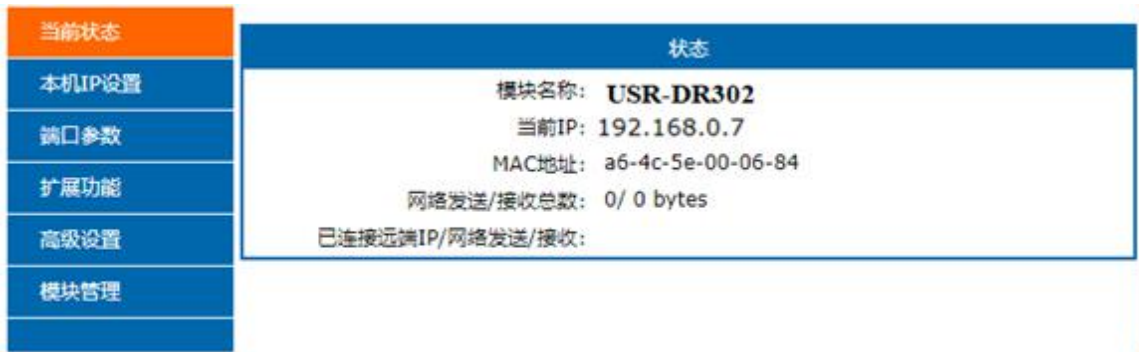 当前状态
本机IP设置
端口参数
扩展功能
高级设置
模块管理
状态
模块名称: USR-DR302
当前IP: 192.168.0.7
MAC地址: a6-4c-5e-00-06-84
网络发送/接收总数: 0/ 0 bytes
已连接远端IP/网络发送/接收: